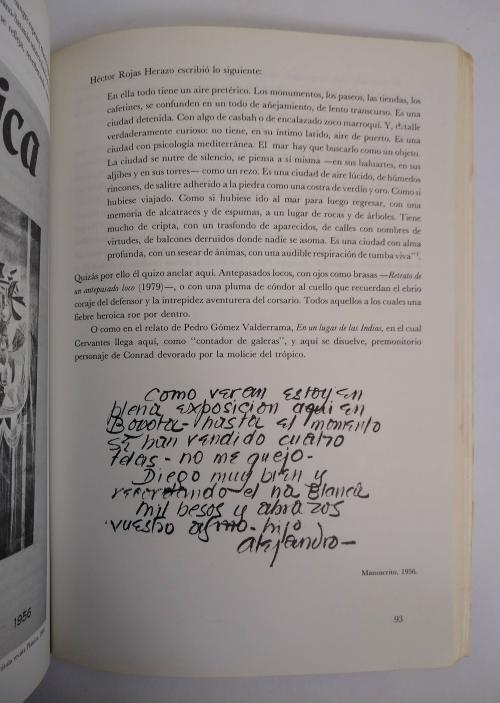 Héctor Rojas Herazo escribió lo siguiente:
En ella todo tiene un aire pretérico. Los monumentos, los paseos, las tiendas, los
cafetines, se confunden en un todo de añejamiento, de lento transcurso. Es una
ciudad detenida. Con algo de casbah o de encalazado zoco marroquí. Y, detalle
verdaderamente curioso: no tiene, en su íntimo latido, aire de puerto. Es una
ciudad con psicología mediterránea. El mar hay que buscarlo como un objeto.
La ciudad se nutre de silencio, se piensa a sí misma —en sus baluartes, en sus
aljibes y en sus torres— como un rezo. Es una ciudad de aire lúcido, de húmedos
rincones, de salitre adherido a la piedra como una costra de verdín y oro. Como si
hubiese viajado. Como si hubiese ido al mar para luego regresar, con una
memoria de alcatraces y de espumas, a un lugar de rocas y de árboles. Tiene
mucho de cripta, con un trasfondo de aparecidos, de calles con nombres de
virtudes, de balcones derruidos donde nadie se asoma. Es una ciudad con alma
profunda, con un sesear de ánimas, con una audible respiración de tumba viva"¹.
Quizás por ello él quizo anclar aquí. Antepasados locos, con ojos como brasas —Retrato de
un antepasado loco (1979)—, o con una pluma de cóndor al cuello que recuerdan el ebrio
coraje del defensor y la intrepidez aventurera del corsario. Todos aquellos a los cuales una
fiebre heroica roe por dentro.
O como en el relato de Pedro Gómez Valderrama, En un lugar de las Indias, en el cual
Cervantes llega aquí, como "contador de galeras", y aquí se disuelve, premonitorio
personaje de Conrad devorado por la molicie del trópico.
Como veran estoy en
plena exposicion aqui en
Bogota- hasta el momento
se han vendido cuatro
telas - no me quejo-
Diego muy bien y
recordando el na Blanca
mil besos y abrazos
vuestro hijo
alejandro-
Manuscrito, 1956.
93
ica
1956